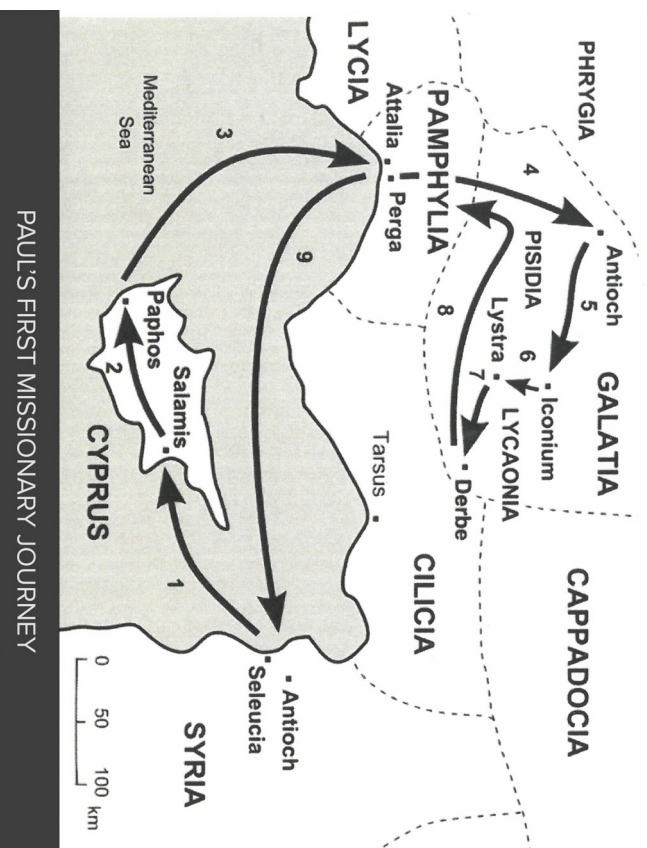 PHRYGIA
GALATIA
CAPPADOCIA
Antioch
4
5
PISIDIA
6
Iconium
Lystra
7
LYCAONIA
Derbe
LYCIA
PAMPHYLIA
Attalia
Perga
8
CILICIA
Tarsus
3
9
Mediterranean
Sea
Paphos
2
Salamis
CYPRUS
1
Antioch
Seleucia
SYRIA
0 50 100 km
PAUL'S FIRST MISSIONARY JOURNEY